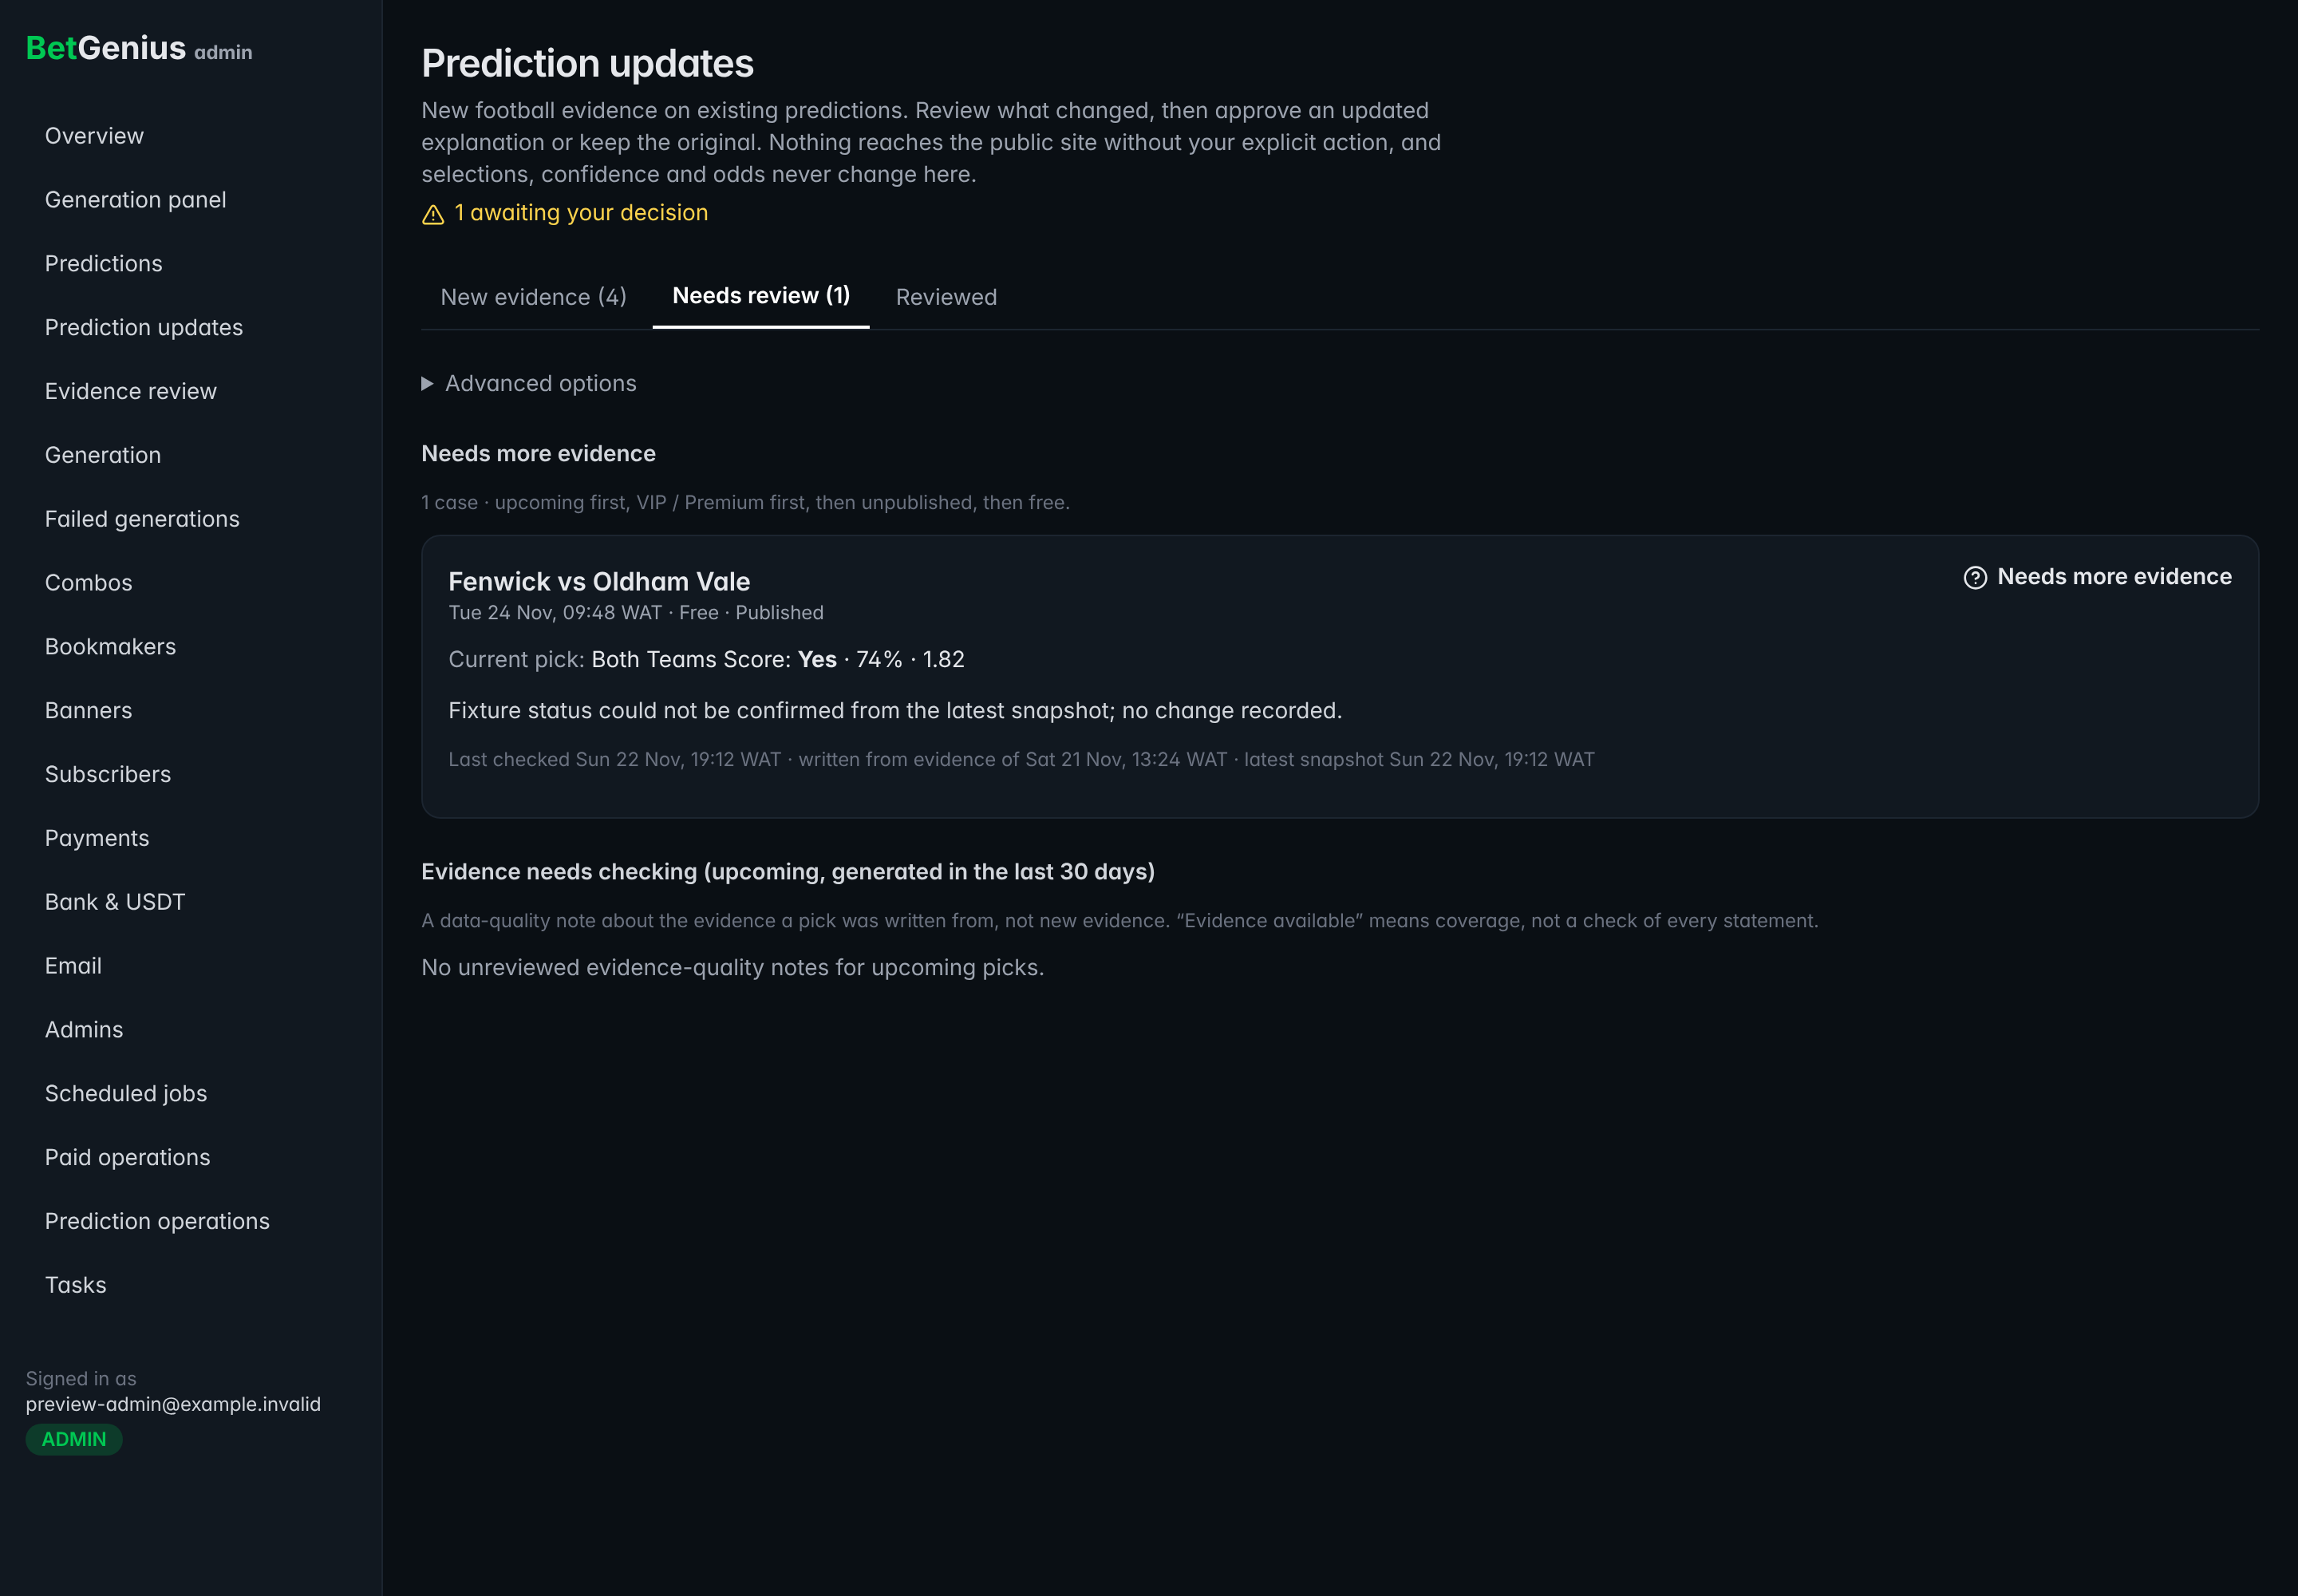 BetGenius admin
Overview
Generation panel
Predictions
Prediction updates
Evidence review
Generation
Failed generations
Combos
Bookmakers
Banners
Subscribers
Payments
Bank & USDT
Email
Admins
Scheduled jobs
Paid operations
Prediction operations
Tasks
Signed in as
preview-admin@example.invalid
ADMIN
Prediction updates
New football evidence on existing predictions. Review what changed, then approve an updated
explanation or keep the original. Nothing reaches the public site without your explicit action, and
selections, confidence and odds never change here.
1 awaiting your decision
New evidence (4) Needs review (1) Reviewed
Advanced options
Needs more evidence
1 case · upcoming first, VIP / Premium first, then unpublished, then free.
Fenwick vs Oldham Vale
Needs more evidence
Tue 24 Nov, 09:48 WAT · Free · Published
Current pick: Both Teams Score: Yes · 74% · 1.82
Fixture status could not be confirmed from the latest snapshot; no change recorded.
Last checked Sun 22 Nov, 19:12 WAT · written from evidence of Sat 21 Nov, 13:24 WAT · latest snapshot Sun 22 Nov, 19:12 WAT
Evidence needs checking (upcoming, generated in the last 30 days)
A data-quality note about the evidence a pick was written from, not new evidence. “Evidence available” means coverage, not a check of every statement.
No unreviewed evidence-quality notes for upcoming picks.